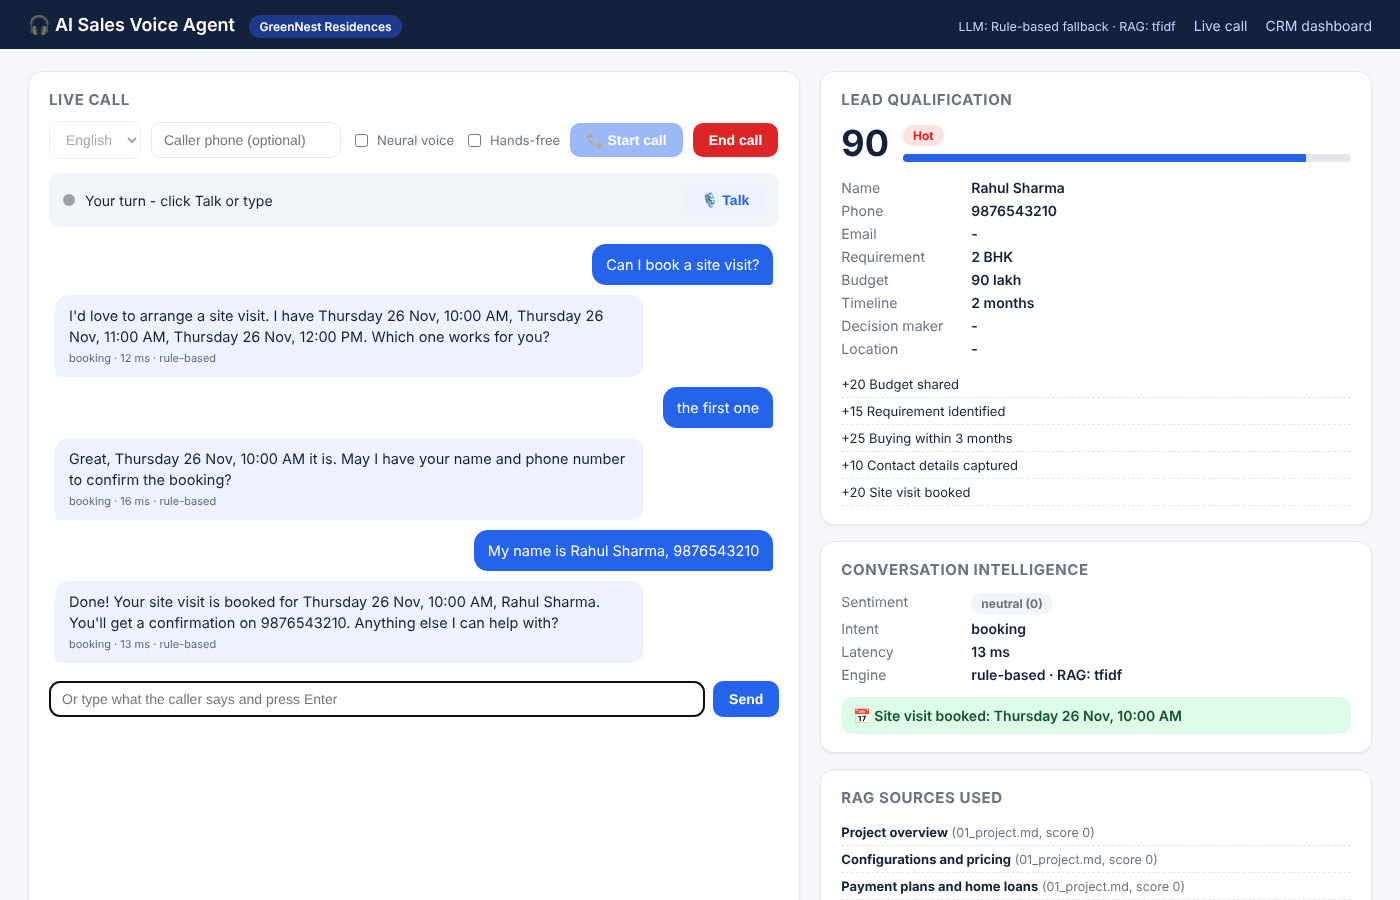 🎧 AI Sales Voice Agent GreenNest Residences LLM: Rule-based fallback · RAG: tfidf Live call CRM dashboard
LIVE CALL
English Caller phone (optional) Neural voice Hands-free 📞 Start call End call
Your turn - click Talk or type 🎙️ Talk
Can I book a site visit?
I'd love to arrange a site visit. I have Thursday 26 Nov, 10:00 AM, Thursday 26
Nov, 11:00 AM, Thursday 26 Nov, 12:00 PM. Which one works for you?
booking · 12 ms · rule-based
the first one
Great, Thursday 26 Nov, 10:00 AM it is. May I have your name and phone number
to confirm the booking?
booking · 16 ms · rule-based
My name is Rahul Sharma, 9876543210
Done! Your site visit is booked for Thursday 26 Nov, 10:00 AM, Rahul Sharma.
You'll get a confirmation on 9876543210. Anything else I can help with?
booking · 13 ms · rule-based
Or type what the caller says and press Enter Send
LEAD QUALIFICATION
90 Hot
Name Rahul Sharma
Phone 9876543210
Email -
Requirement 2 BHK
Budget 90 lakh
Timeline 2 months
Decision maker -
Location -
+20 Budget shared
+15 Requirement identified
+25 Buying within 3 months
+10 Contact details captured
+20 Site visit booked
CONVERSATION INTELLIGENCE
Sentiment neutral (0)
Intent booking
Latency 13 ms
Engine rule-based · RAG: tfidf
📅 Site visit booked: Thursday 26 Nov, 10:00 AM
RAG SOURCES USED
Project overview (01_project.md, score 0)
Configurations and pricing (01_project.md, score 0)
Payment plans and home loans (01_project.md, score 0)